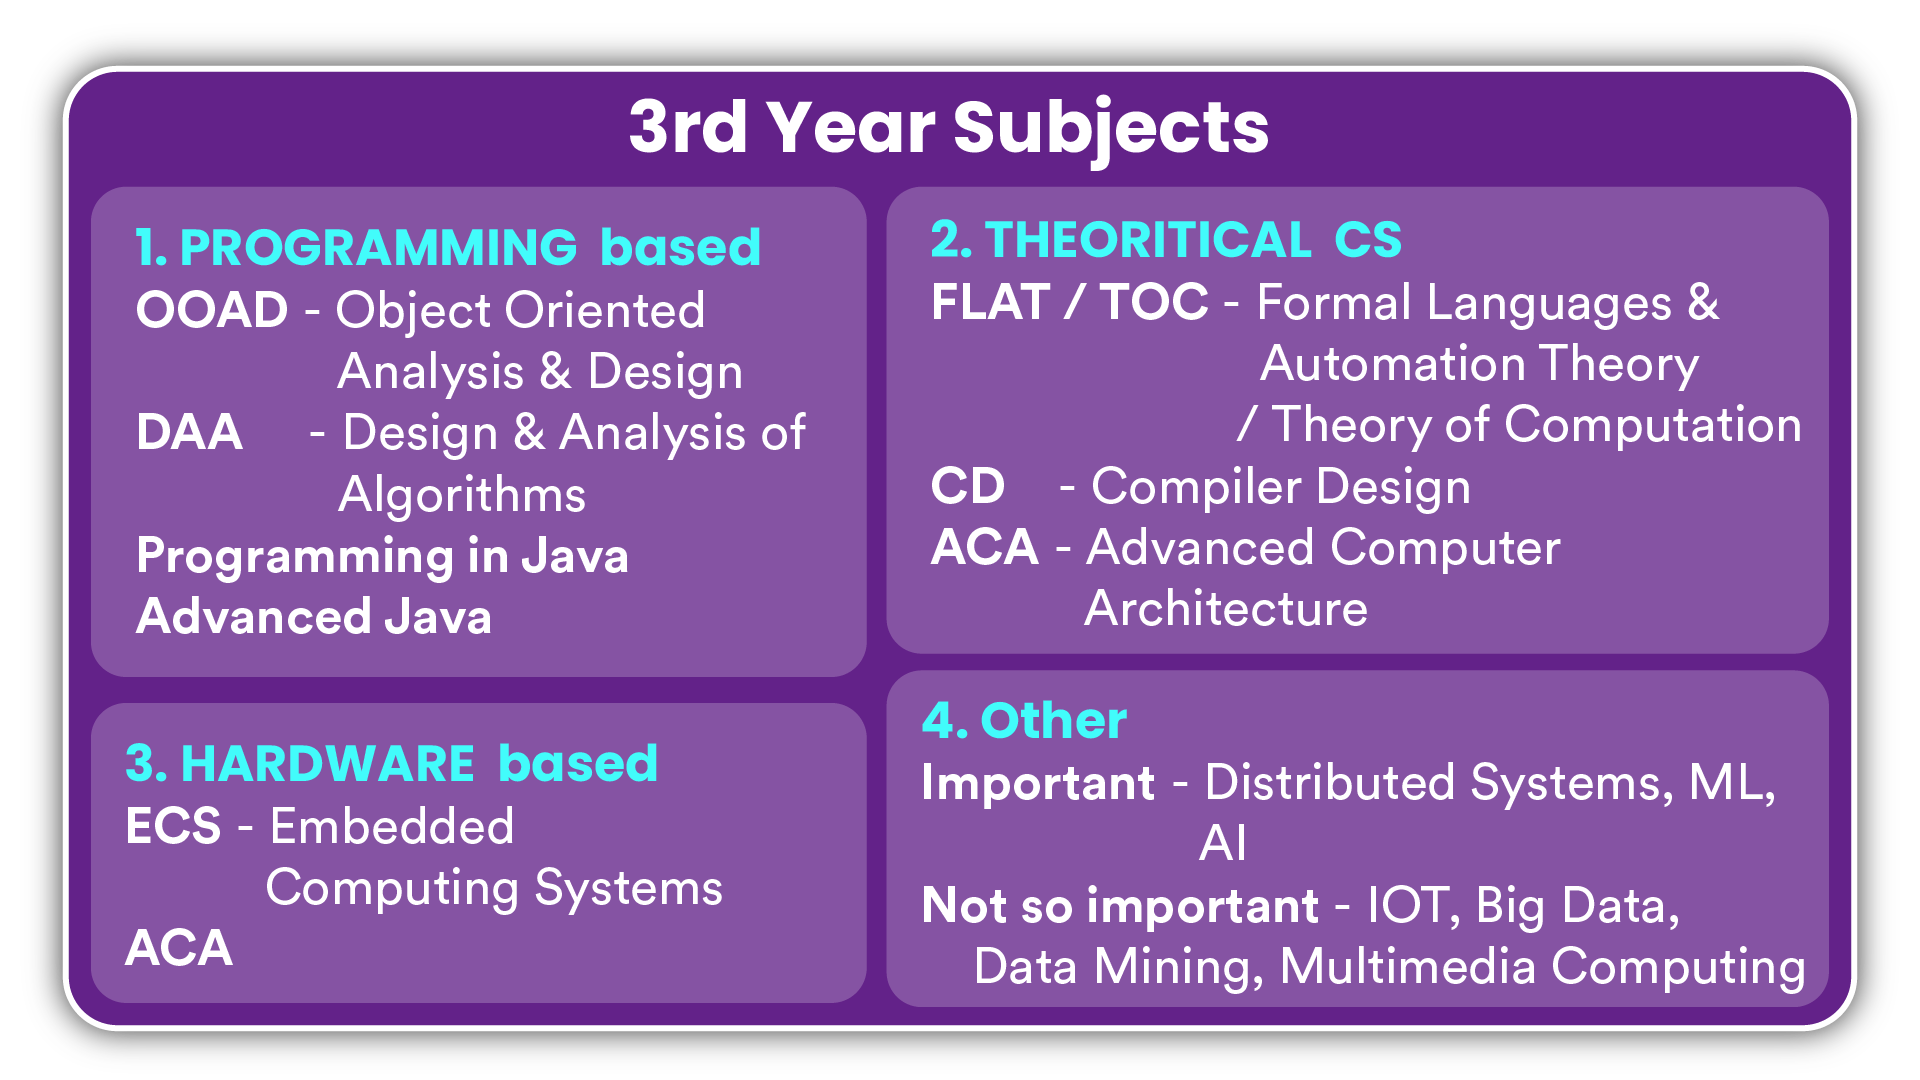 3rd Year Subjects
1. PROGRAMMING based
OOAD - Object Oriented
Analysis & Design
DAA - Design & Analysis of
Algorithms
Programming in Java
Advanced Java
2. THEORITICAL CS
FLAT / TOC - Formal Languages &
Automation Theory
/ Theory of Computation
CD - Compiler Design
ACA - Advanced Computer
Architecture
3. HARDWARE based
ECS - Embedded
Computing Systems
ACA
4. Other
Important - Distributed Systems, ML,
AI
Not so important - IOT, Big Data,
Data Mining, Multimedia Computing